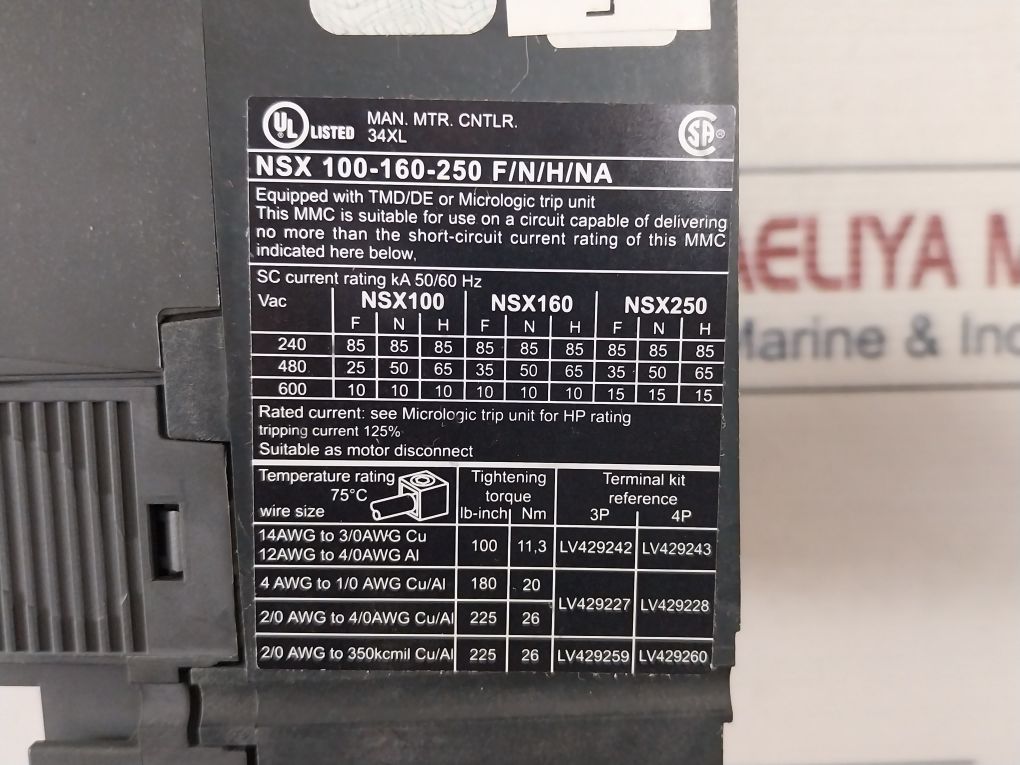 UL LISTED MAN. MTR. CNTLR.
34XL
SA
NSX 100-160-250 F/N/H/NA
Equipped with TMD/DE or Micrologic trip unit
This MMC is suitable for use on a circuit capable of delivering
no more than the short-circuit current rating of this MMC
indicated here below.
SC current rating kA 50/60 Hz
Vac NSX100 NSX160 NSX250
F N H F N H F N H
240 85 85 85 85 85 85 85 85 85
480 25 50 65 35 50 65 35 50 65
600 10 10 10 10 10 10 15 15 15
Rated current: see Micrologic trip unit for HP rating
tripping current 125%
Suitable as motor disconnect
Temperature rating Tightening Terminal kit
75°C torque reference
wire size lb-inch Nm 3P 4P
14AWG to 3/0AWG Cu
12AWG to 4/0AWG Al 100 11,3 LV429242 LV429243
4 AWG to 1/0 AWG Cu/Al 180 20
LV429227 LV429228
2/0 AWG to 4/0AWG Cu/Al 225 26
2/0 AWG to 350kcmil Cu/Al 225 26 LV429259 LV429260
AELIYA M
Marine & Ind